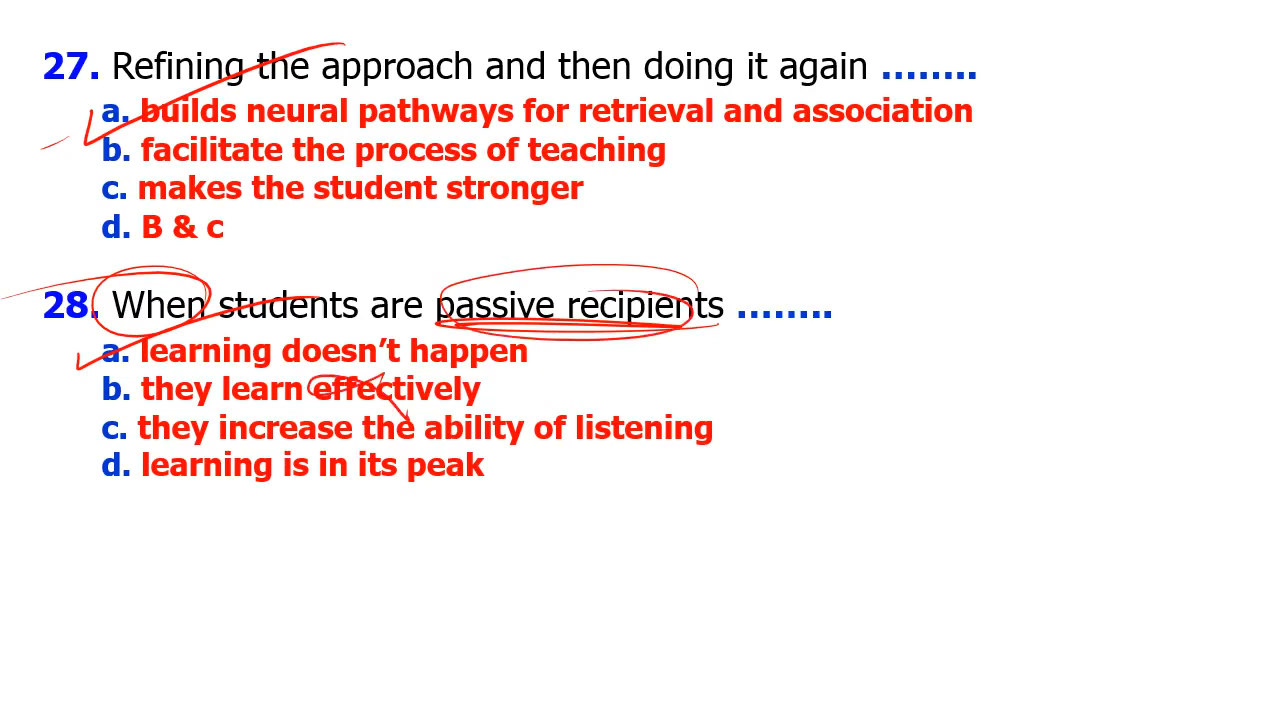 27. Refining the approach and then doing it again ........
a. builds neural pathways for retrieval and association
b. facilitate the process of teaching
c. makes the student stronger
d. B & c
28. When students are passive recipients ........
a. learning doesn’t happen
b. they learn effectively
c. they increase the ability of listening
d. learning is in its peak